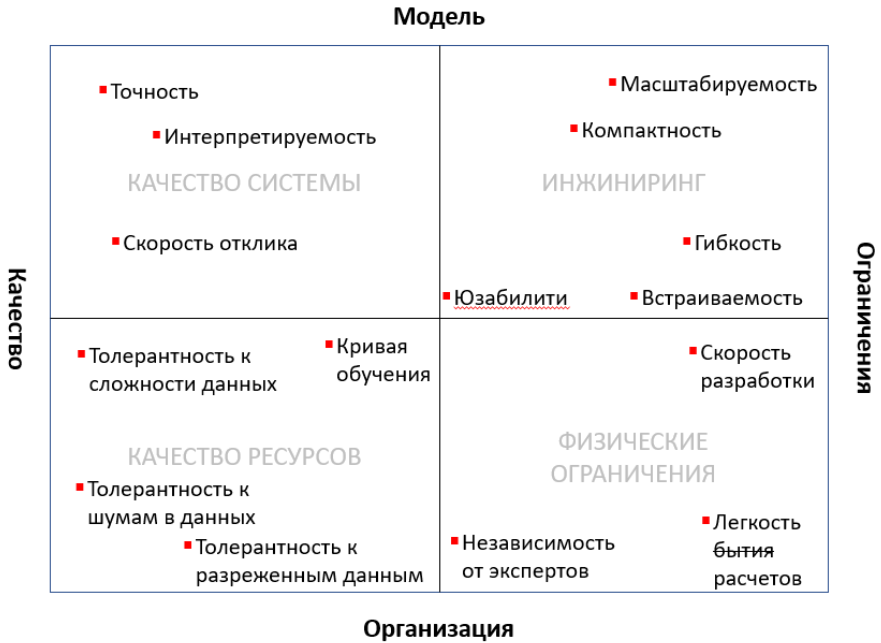 Модель
Точность
Интерпретируемость
КАЧЕСТВО СИСТЕМЫ
Скорость отклика
Масштабируемость
Компактность
ИНЖИНИРИНГ
Гибкость
Юзабилити
Встраиваемость
Качество
Ограничения
Толерантность к
сложности данных
Кривая
обучения
КАЧЕСТВО РЕСУРСОВ
Толерантность к
шумам в данных
Толерантность к
разреженным данным
Скорость
разработки
ФИЗИЧЕСКИЕ
ОГРАНИЧЕНИЯ
Независимость
от экспертов
Легкость
бытия
расчетов
Организация